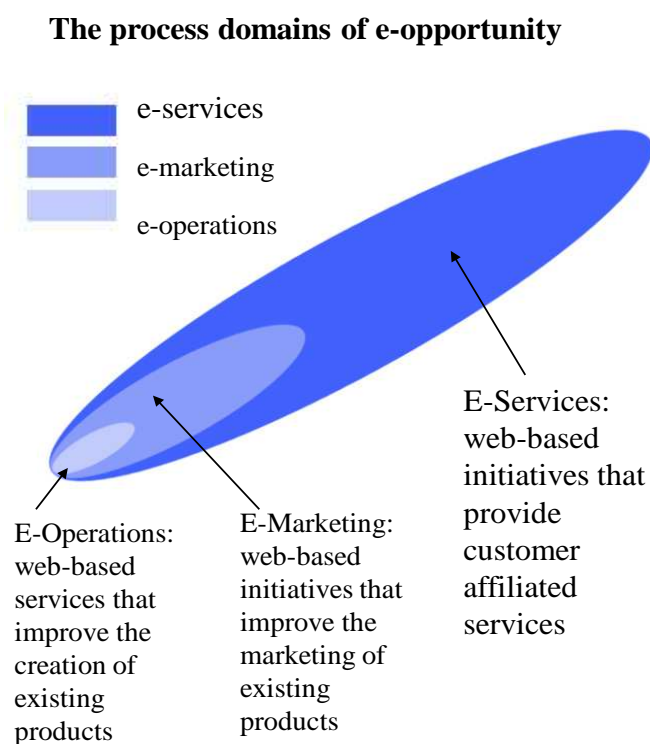 The process domains of e-opportunity
e-services
e-marketing
e-operations
E-Services:
web-based
initiatives that
provide
customer
affiliated
services
E-Marketing:
web-based
initiatives that
improve the
marketing of
existing
products
E-Operations:
web-based
services that
improve the
creation of
existing
products